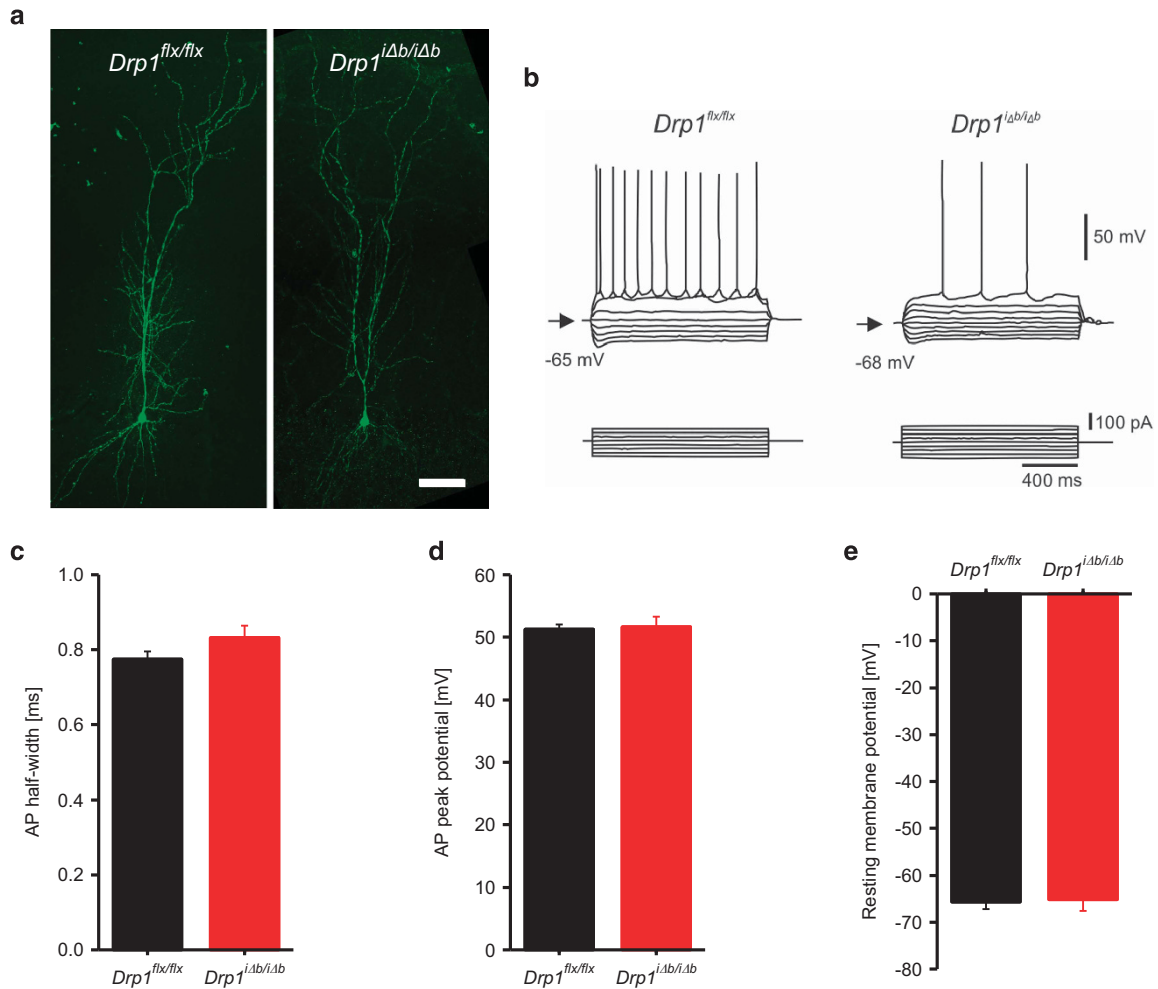 a
Drp1flx/flx
Drp1iΔb/iΔb
b
Drp1flx/flx
Drp1iΔb/iΔb
50 mV
-65 mV
-68 mV
100 pA
400 ms
c
AP half-width [ms]
1.0
0.8
0.6
0.4
0.2
0.0
Drp1flx/flx
Drp1iΔb/iΔb
d
AP peak potential [mV]
60
50
40
30
20
10
0
Drp1flx/flx
Drp1iΔb/iΔb
e
Drp1flx/flx
Drp1iΔb/iΔb
Resting membrane potential [mV]
0
-10
-20
-30
-40
-50
-60
-70
-80